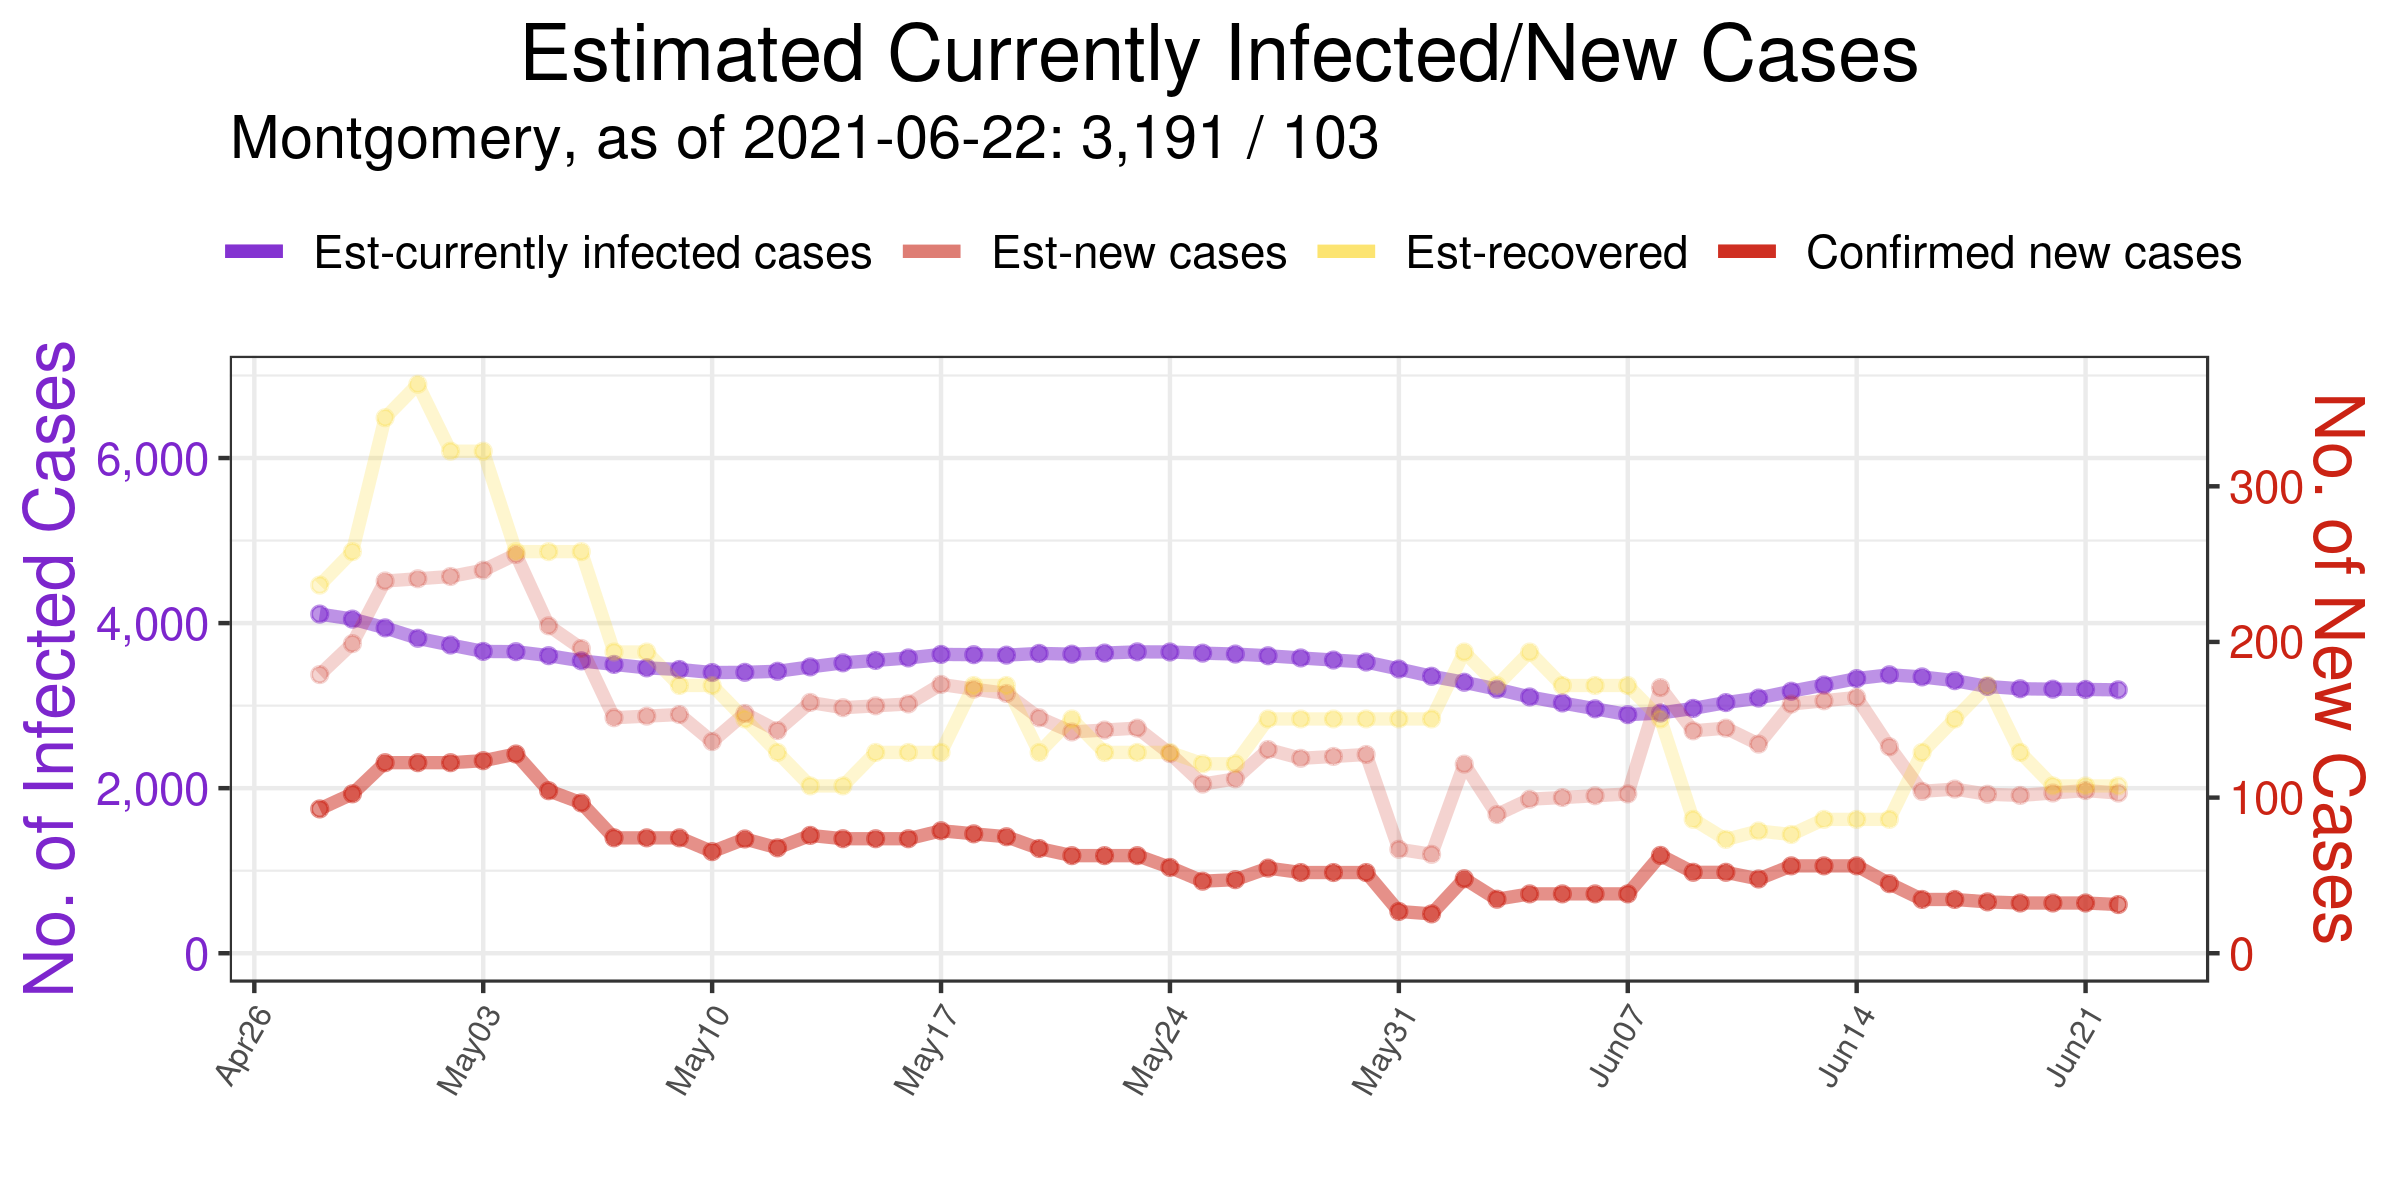 Estimated Currently Infected/New Cases
Montgomery, as of 2021-06-22: 3,191 / 103
Est-currently infected cases Est-new cases Est-recovered Confirmed new cases
No. of Infected Cases
6,000
4,000
2,000
0
300
200
100
0
No. of New Cases
Apr26 May03 May10 May17 May24 May31 Jun07 Jun14 Jun21